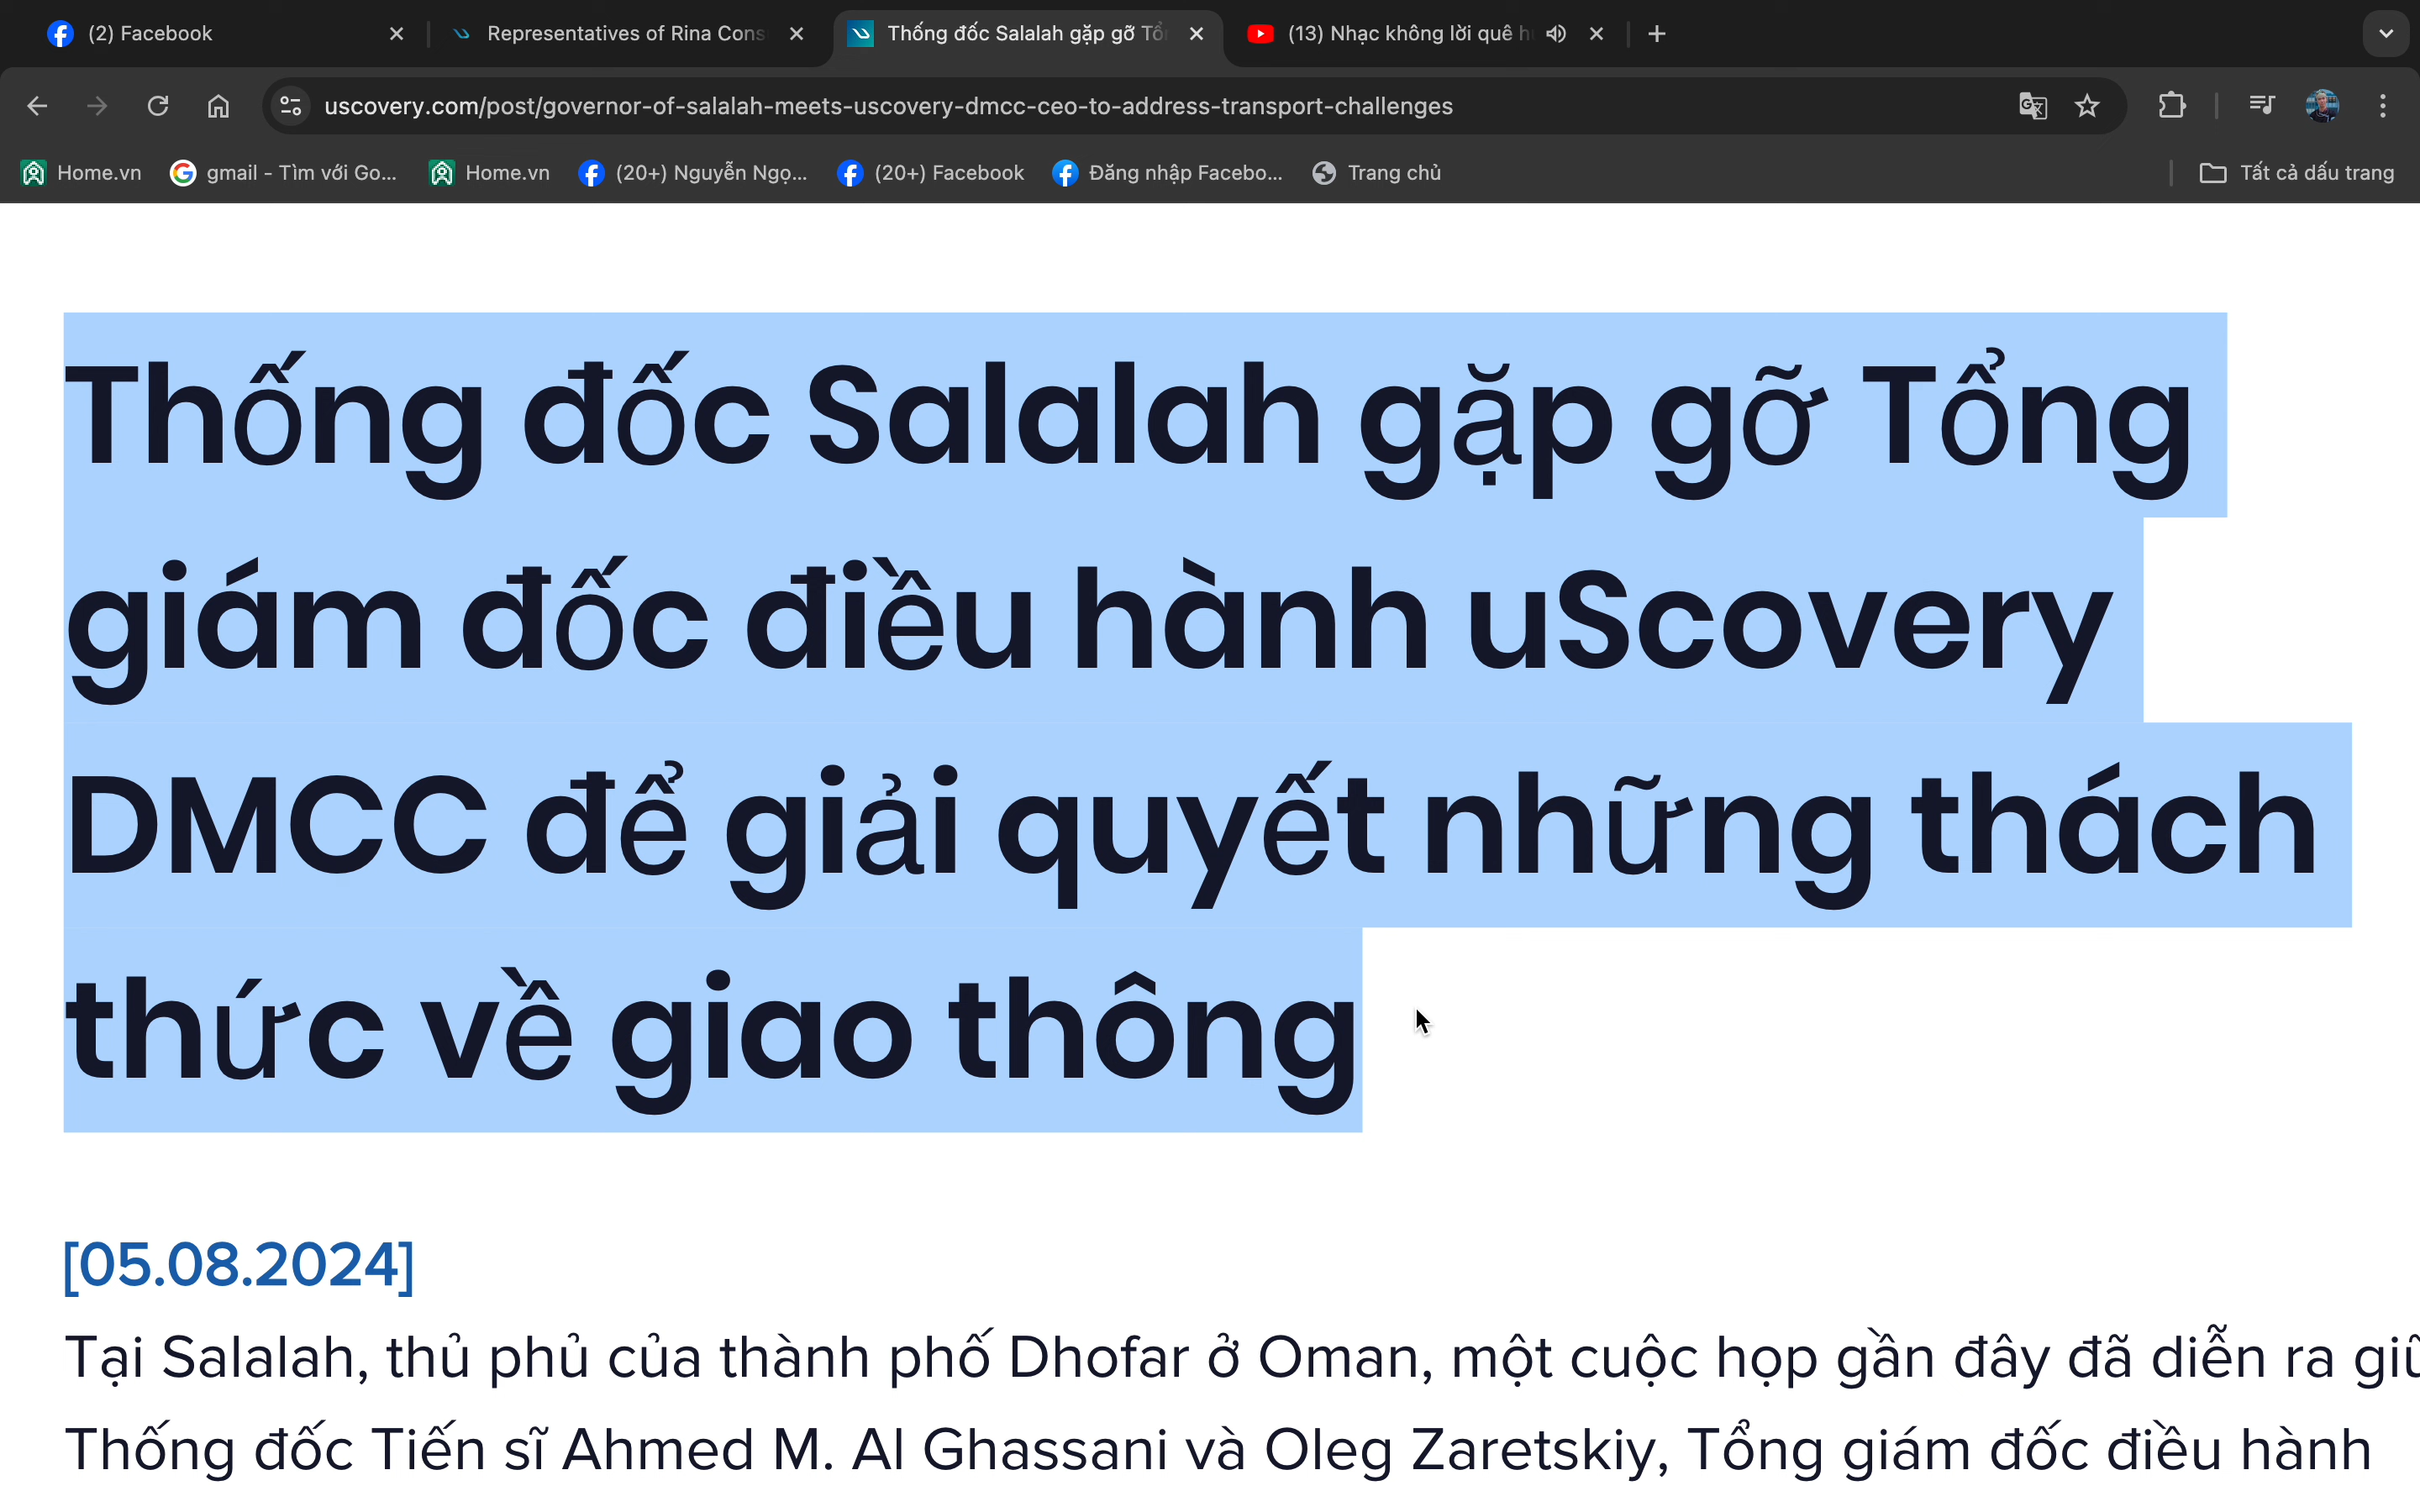 (2) Facebook
Representatives of Rina Cons
Thống đốc Salalah gặp gỡ Tổ
(13) Nhạc không lời quê h
uscovery.com/post/governor-of-salalah-meets-uscovery-dmcc-ceo-to-address-transport-challenges
Home.vn
gmail - Tìm với Go...
Home.vn
(20+) Nguyễn Ngọ...
(20+) Facebook
Đăng nhập Facebo...
Trang chủ
Tất cả dấu trang
Thống đốc Salalah gặp gỡ Tổng
giám đốc điều hành uScovery
DMCC để giải quyết những thách
thức về giao thông
[05.08.2024]
Tại Salalah, thủ phủ của thành phố Dhofar ở Oman, một cuộc họp gần đây đã diễn ra
Thống đốc Tiến sĩ Ahmed M. Al Ghassani và Oleg Zaretskiy, Tổng giám đốc điều hành